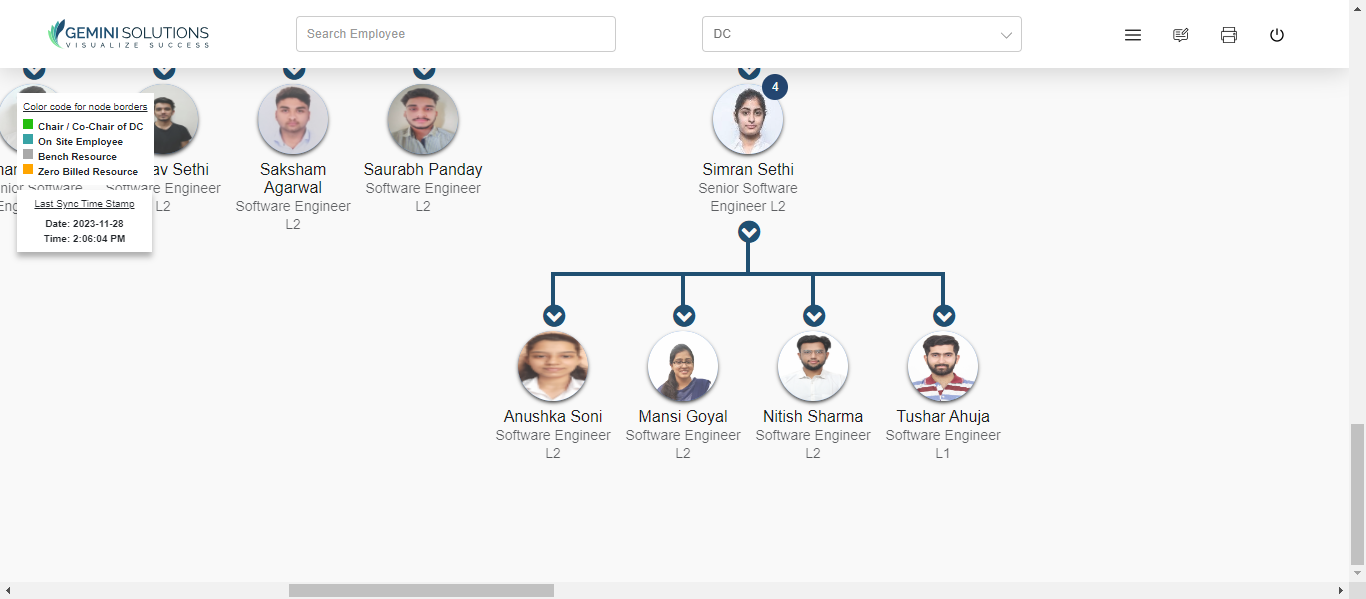 GEMINI SOLUTIONS
VISUALIZE SUCCESS
Search Employee
DC
4
Color code for node borders
Chair / Co-Chair of DC
On Site Employee
Bench Resource
Zero Billed Resource
Last Sync Time Stamp
Date: 2023-11-28
Time: 2:06:04 PM
Sethi
Software Engineer
L2
Saksham
Agarwal
Software Engineer
L2
Saurabh Panday
Software Engineer
L2
Simran Sethi
Senior Software
Engineer L2
Anushka Soni
Software Engineer
L2
Mansi Goyal
Software Engineer
L2
Nitish Sharma
Software Engineer
L2
Tushar Ahuja
Software Engineer
L1